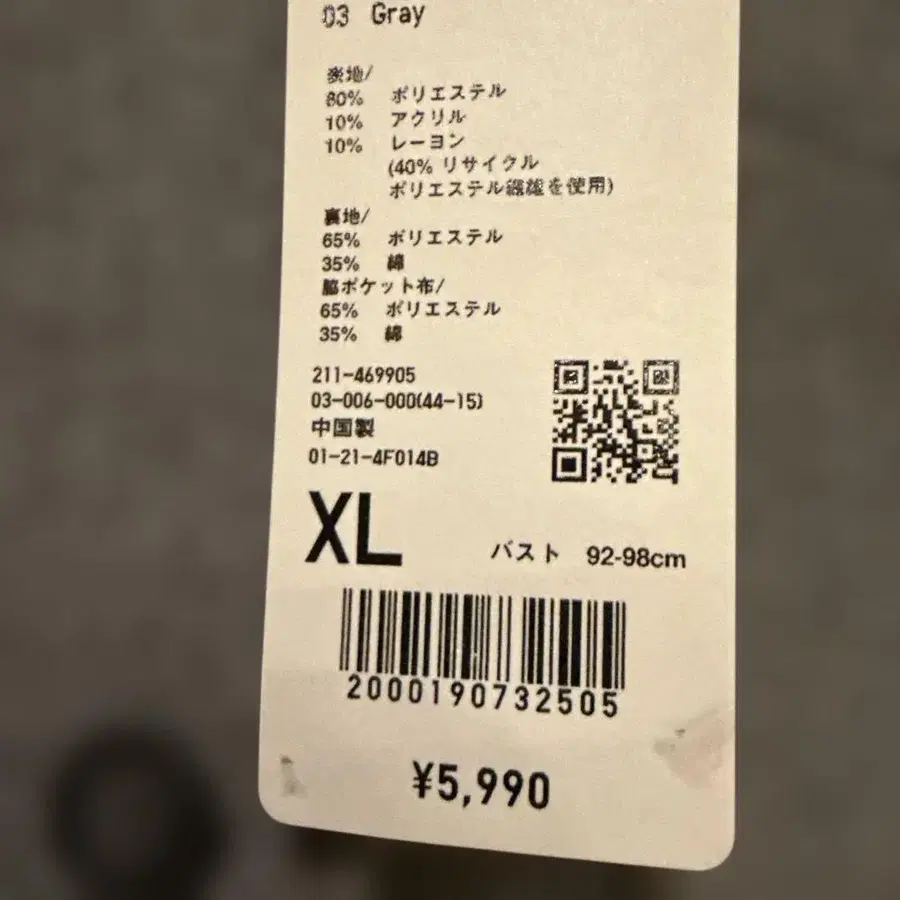 03 Gray
表地/
80% ポリエステル
10% アクリル
10% レーヨン
(40% リサイクル
ポリエステル繊維を使用)
裏地/
65% ポリエステル
35% 綿
脇ポケット布/
65% ポリエステル
35% 綿
211-469905
03-006-000(44-15)
中国製
01-21-4F014B
XL バスト 92-98cm
2000190732505
¥5,990